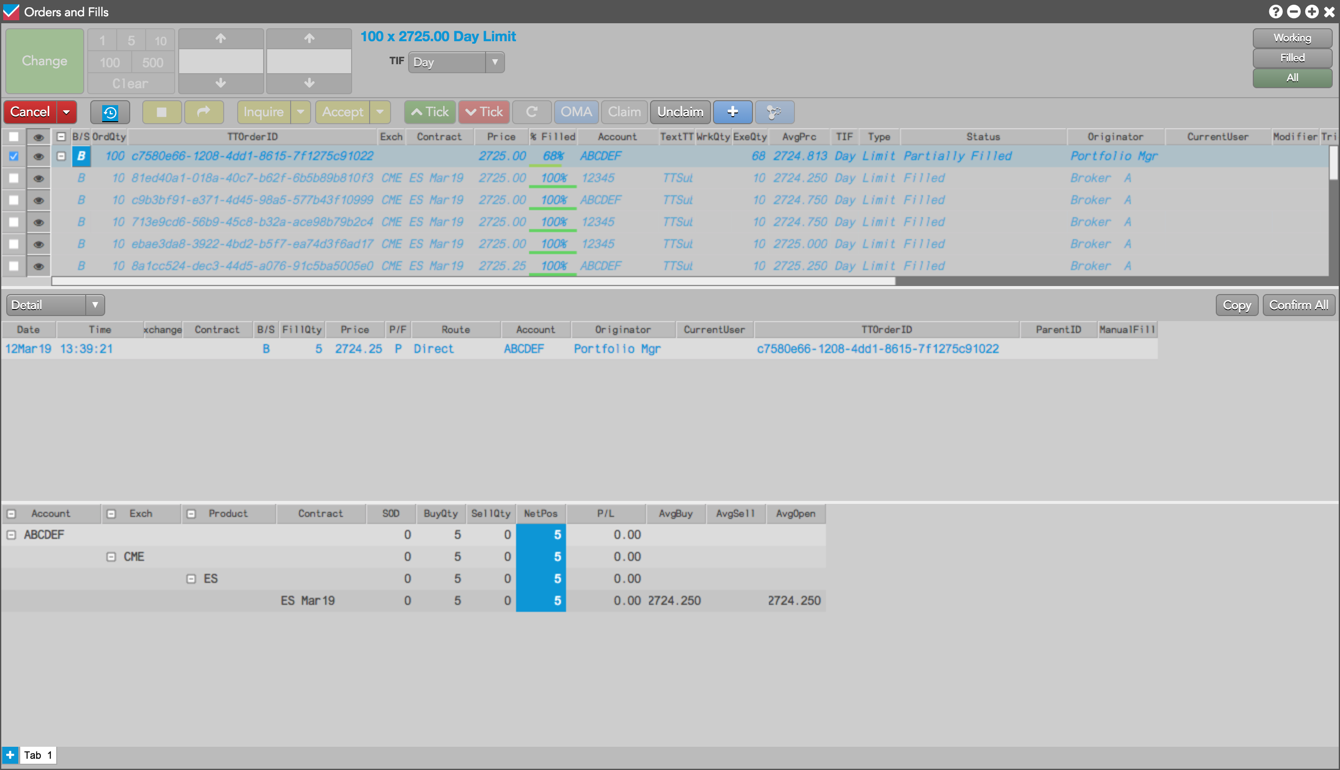 Orders and Fills
Change 1 5 10
100 500
Clear
100 x 2725.00 Day Limit
TIF Day
Working
Filled
All
Cancel Inquire Accept Tick Tick C OMA Claim Unclaim +
B/S OrdQty TTOrderID Exch Contract Price % Filled Account TextTT WrkQty ExeQty AvgPrc TIF Type Status Originator CurrentUser Modifier Tri
B 100 c7580e66-1208-4dd1-8615-7f1275c91022 2725.00 68% ABCDEF 68 2724.813 Day Limit Partially Filled Portfolio Mgr
B 10 81ed40a1-018a-40c7-b62f-6b5b89b810f3 CME ES Mar19 2725.00 100% 12345 TTSut 10 2724.250 Day Limit Filled Broker A
B 10 c9b3bf91-e371-4d45-98a5-577b43f10999 CME ES Mar19 2725.00 100% ABCDEF TTSut 10 2724.750 Day Limit Filled Broker A
B 10 713e9cd6-56b9-45c8-b32a-ace98b79b2c4 CME ES Mar19 2725.00 100% 12345 TTSut 10 2724.750 Day Limit Filled Broker A
B 10 ebae3da8-3922-4bd2-b5f7-ea74d3f6ad17 CME ES Mar19 2725.00 100% 12345 TTSut 10 2725.000 Day Limit Filled Broker A
B 10 8a1cc524-dec3-44d5-a076-91c5ba5005e0 CME ES Mar19 2725.25 100% ABCDEF TTSut 10 2725.250 Day Limit Filled Broker A
Detail Copy Confirm All
Date Time xchange Contract B/S FillQty Price P/F Route Account Originator CurrentUser TTOrderID ParentID ManualFill
12Mar19 13:39:21 B 5 2724.25 P Direct ABCDEF Portfolio Mgr c7580e66-1208-4dd1-8615-7f1275c91022
Account Exch Product Contract SOD BuyQty SellQty NetPos P/L AvgBuy AvgSell AvgOpen
ABCDEF 0 5 0 5 0.00
CME 0 5 0 5 0.00
ES 0 5 0 5 0.00
ES Mar19 0 5 0 5 0.00 2724.250 2724.250
+ Tab 1